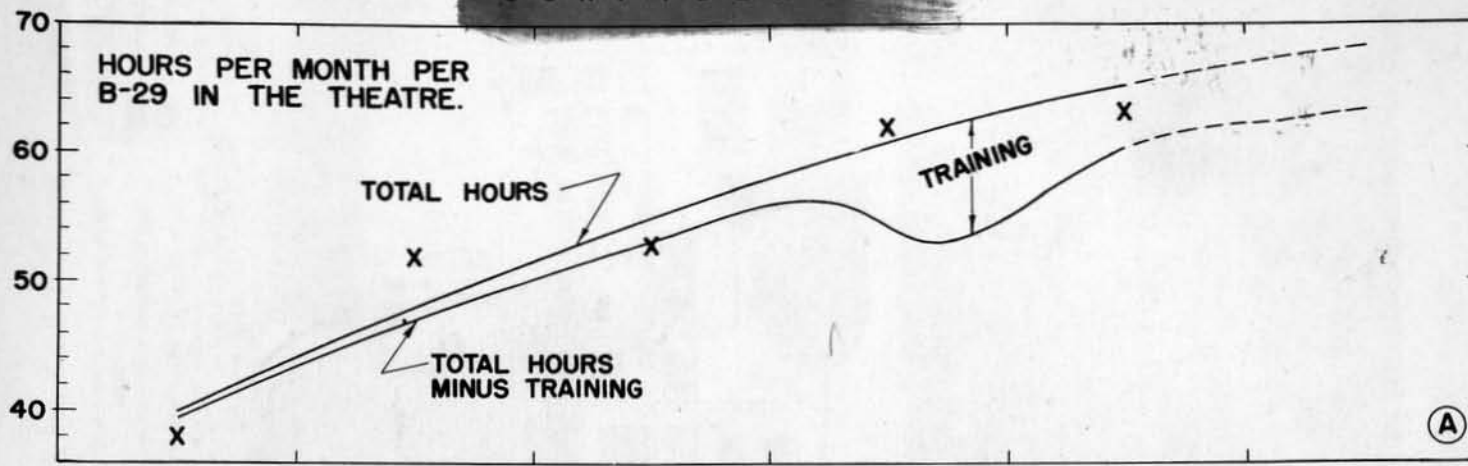 70
HOURS PER MONTH PER
B-29 IN THE THEATRE.
60
TRAINING
TOTAL HOURS
X
X
X
X
50
TOTAL HOURS
MINUS TRAINING
40
X
A